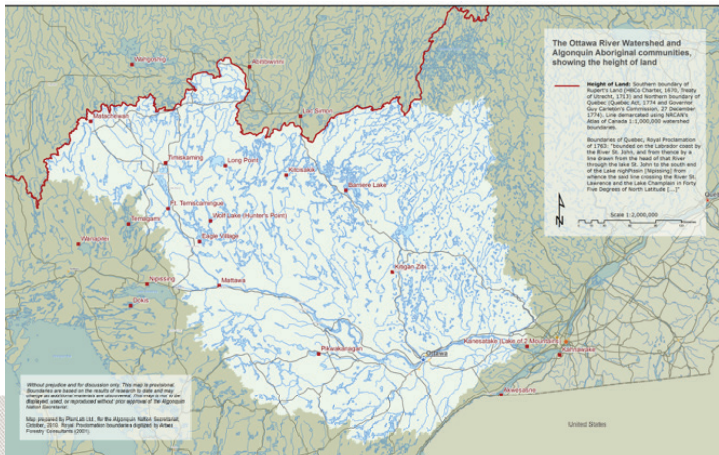 The Ottawa River Watershed and
Algonquin Aboriginal communities,
showing the height of land
Height of Land: Southern boundary of
Rupert's Land (HBCo Charter, 1670, Treaty
of Utrecht, 1713) and Northern boundary of
Quebec (Quebec Act, 1774 and Governor
Guy Carleton's Commission, 27 December
1774). Line demarcated using NRCAN's
Atlas of Canada 1:1,000,000 watershed
boundaries.
Boundaries of Quebec, Royal Proclamation
of 1763: "bounded on the Labrador coast by
the River St. John, and from thence by a
line drawn from the head of that River
through the lake St. John to the south end
of the Lake nighPissin [Nipissing] from
whence the said line crossing the River St.
Lawrence and the Lake Champlain in Forty
Five Degrees of North Latitude [...]"
N
Scale 1:2,000,000
Wahgoshig
Abitibiwinni
Lac Simon
Matachewan
Timiskaming
Long Point
Kitcisakik
Barriere Lake
Ft. Temiscamingue
Wolf Lake (Hunter's Point)
Temagami
Eagle Village
Wanapitei
Kitigan Zibi
Nipissing
Mattawa
Dokis
Kanesatake (Lake of 2 Mountains)
Kahnawake
Pikwakanagan
Ottawa
Akwesasne
United States
Without prejudice and for discussion only. This map is provisional.
Boundaries are based on the results of research to date and may
change as additional materials are discovered. This map is not to be
displayed, used, or reproduced without prior approval of the Algonquin
Nation Secretariat.
Map prepared by PlanLab Ltd., for the Algonquin Nation Secretariat,
October, 2010. Royal Proclamation boundaries digitized by Arbex
Forestry Consultants (2001).